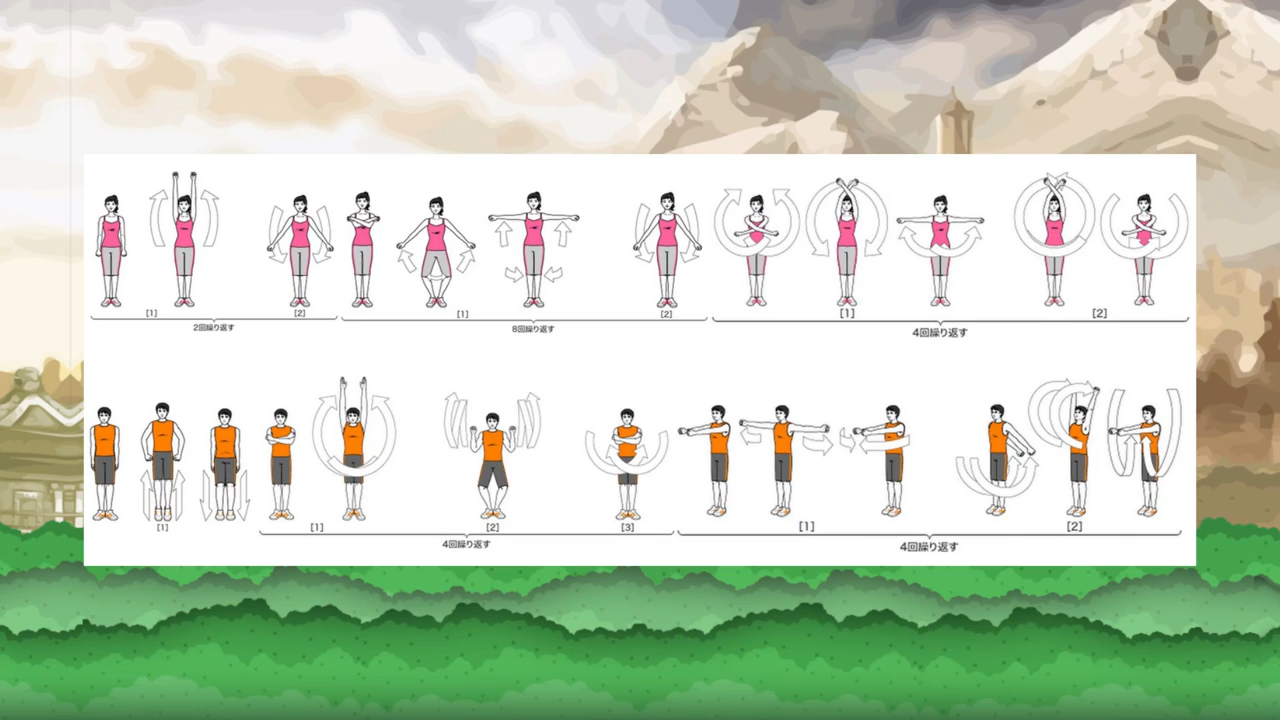 [1] [2] [1] [2] [1] [2]
2回繰り返す 8回繰り返す 4回繰り返す
[1] [1] [2] [3] [1] [2]
4回繰り返す 4回繰り返す